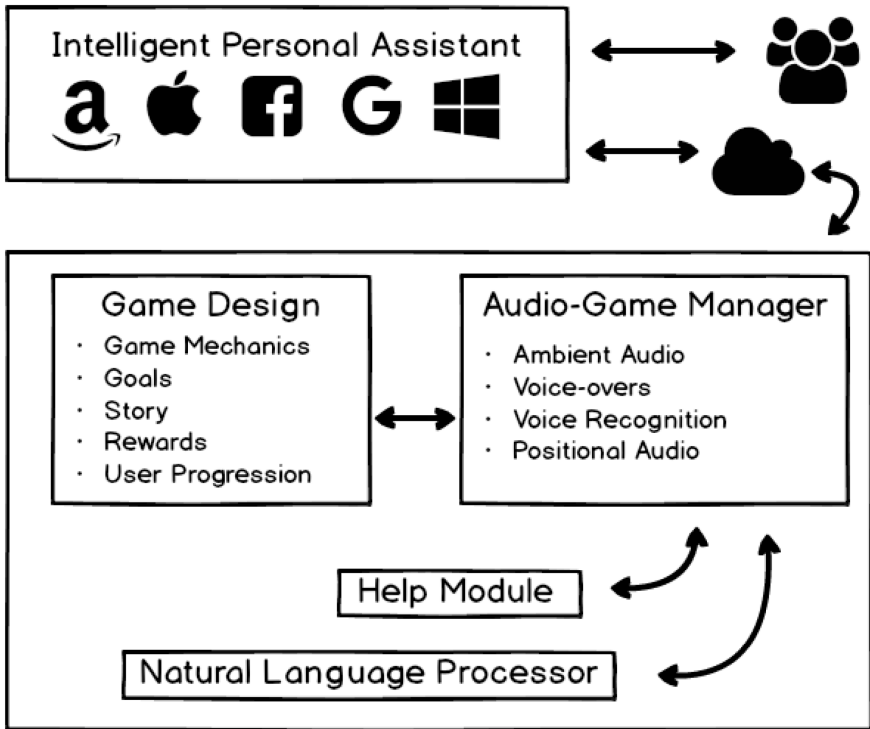 Intelligent Personal Assistant
Game Design
· Game Mechanics
· Goals
· Story
· Rewards
· User Progression
Audio-Game Manager
· Ambient Audio
· Voice-overs
· Voice Recognition
· Positional Audio
Help Module
Natural Language Processor